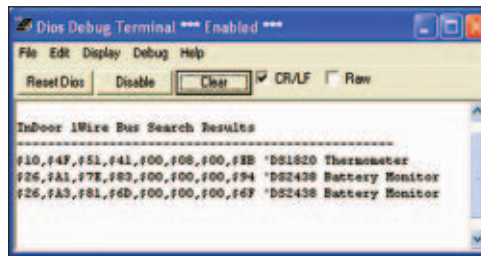 Dios Debug Terminal *** Enabled ***
File Edit Display Debug Help
Reset Dios Disable Clear CR/LF Raw
InDoor 1Wire Bus Search Results
------------------------------------------------------------
$10,$4F,$51,$41,$00,$08,$00,$BB 'DS1820 Thermometer
$26,$A1,$7E,$83,$00,$00,$00,$94 'DS2438 Battery Monitor
$26,$A3,$81,$6D,$00,$00,$00,$6F 'DS2438 Battery Monitor